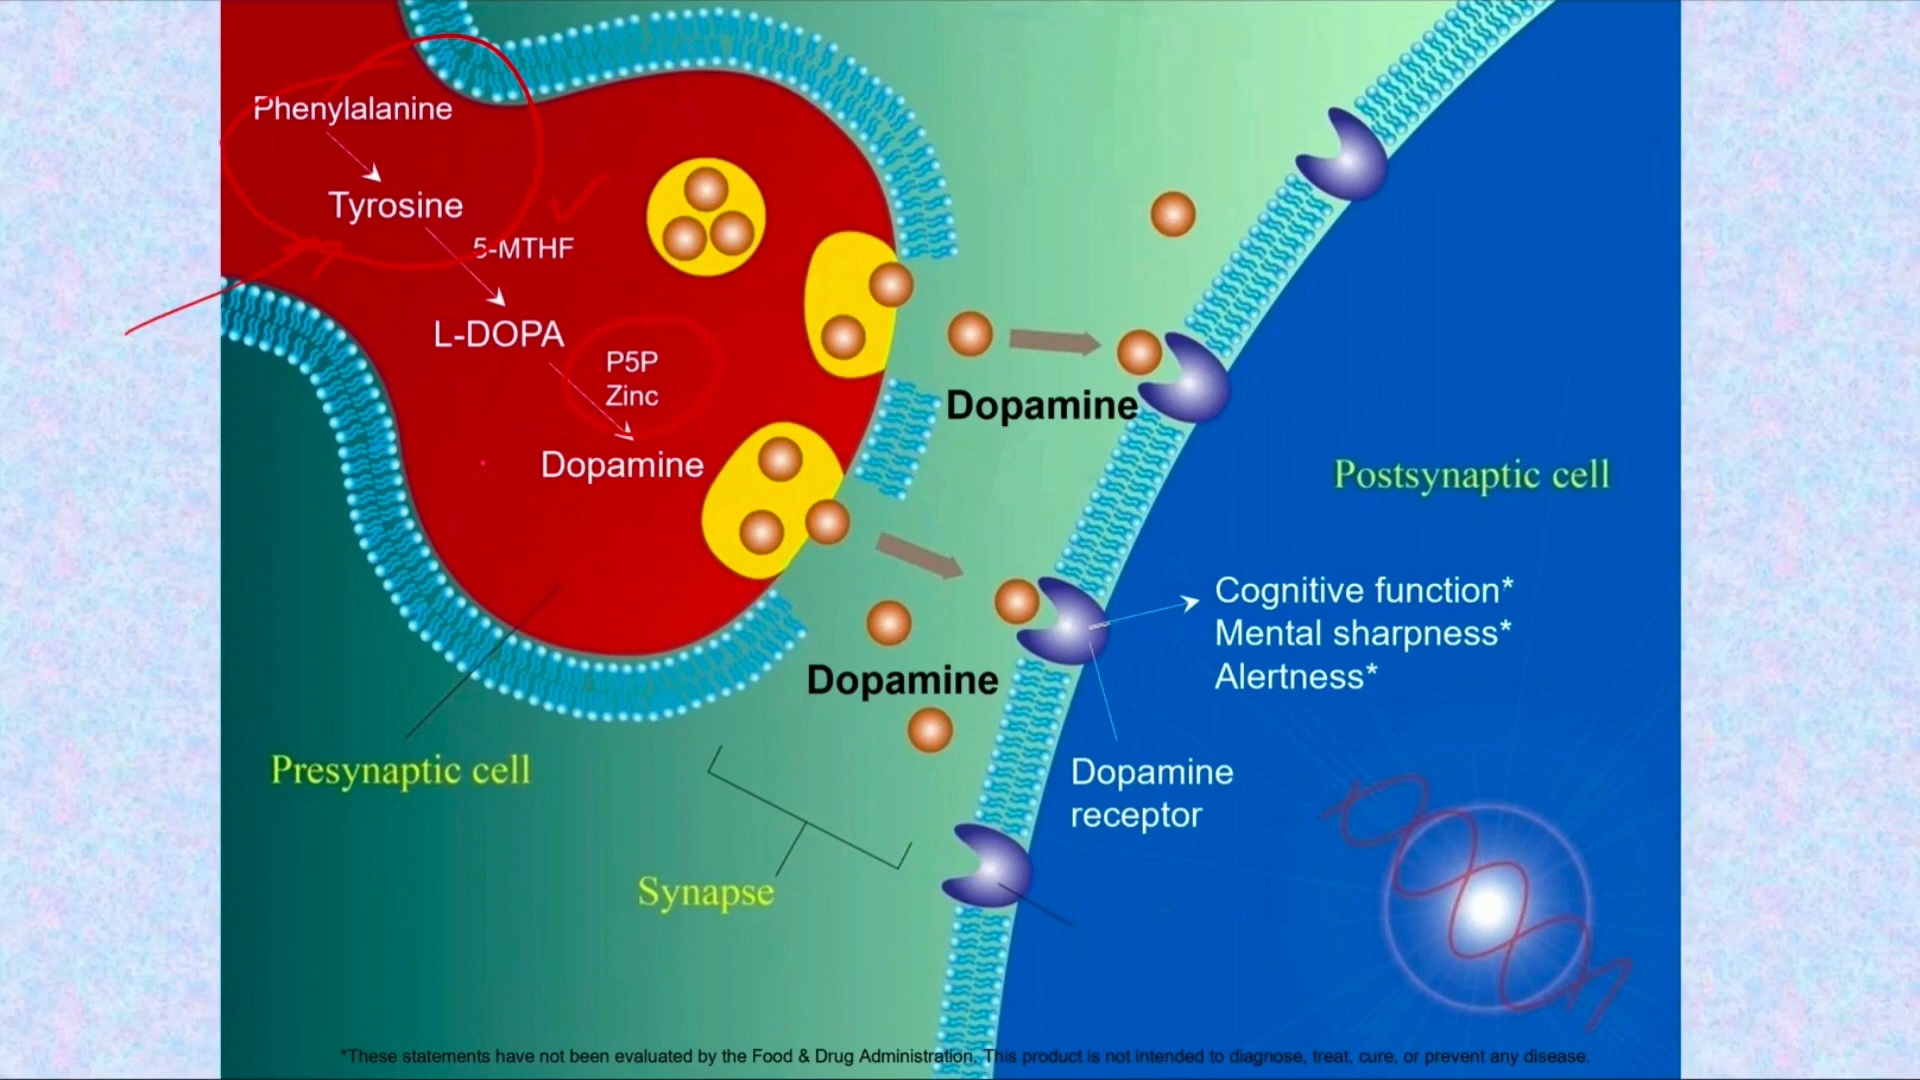 Phenylalanine
Tyrosine
5-MTHF
L-DOPA
P5P
Zinc
Dopamine
Dopamine
Dopamine
Postsynaptic cell
Cognitive function*
Mental sharpness*
Alertness*
Dopamine
receptor
Presynaptic cell
Synapse
*These statements have not been evaluated by the Food & Drug Administration. This product is not intended to diagnose, treat, cure, or prevent any disease.